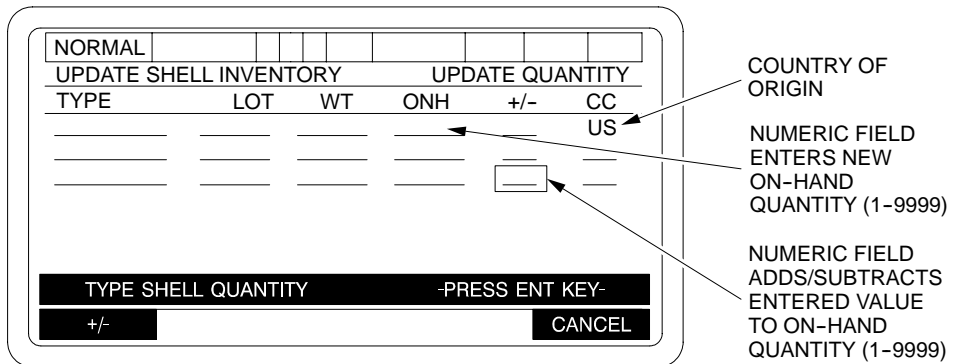 NORMAL
UPDATE SHELL INVENTORY UPDATE QUANTITY
TYPE LOT WT ONH +/- CC
US
TYPE SHELL QUANTITY -PRESS ENT KEY-
+/- CANCEL
COUNTRY OF
ORIGIN
NUMERIC FIELD
ENTERS NEW
ON-HAND
QUANTITY (1-9999)
NUMERIC FIELD
ADDS/SUBTRACTS
ENTERED VALUE
TO ON-HAND
QUANTITY (1-9999)